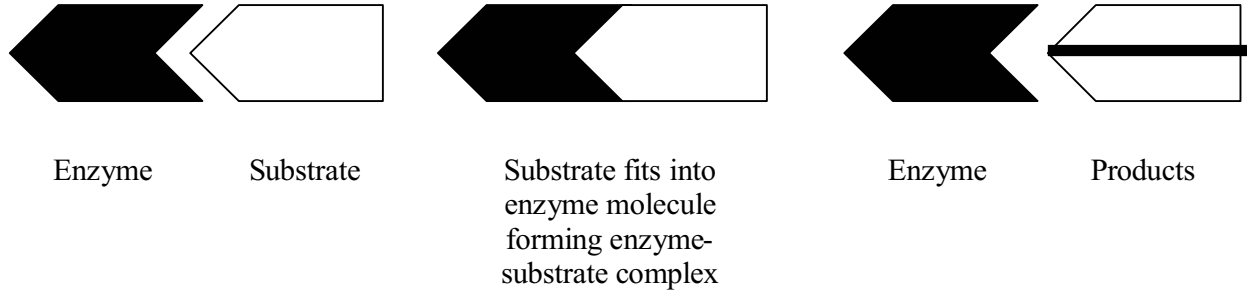 Enzyme
Substrate
Substrate fits into
enzyme molecule
forming enzyme-
substrate complex
Enzyme
Products